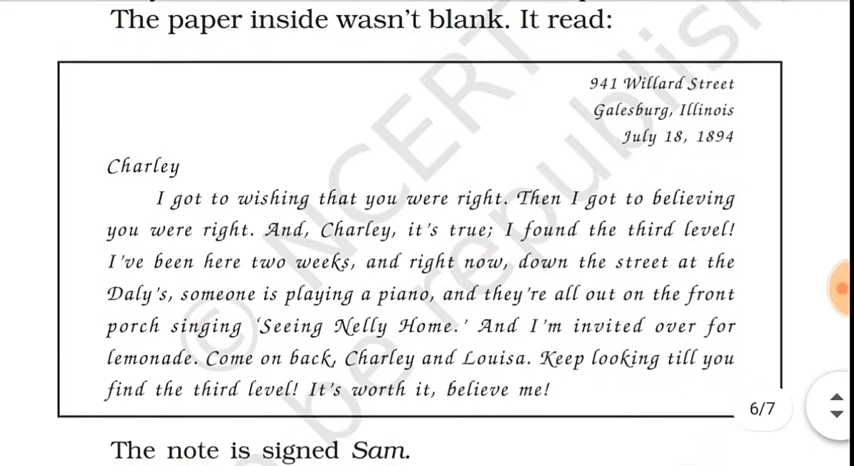 The paper inside wasn't blank. It read:
941 Willard Street
Galesburg, Illinois
July 18, 1894
Charley
I got to wishing that you were right. Then I got to believing
you were right. And, Charley, it's true; I found the third level!
I've been here two weeks, and right now, down the street at the
Daly's, someone is playing a piano, and they're all out on the front
porch singing ‘Seeing Nelly Home.’ And I'm invited over for
lemonade. Come on back, Charley and Louisa. Keep looking till you
find the third level! It's worth it, believe me!
6/7
The note is signed Sam.
© NCERT
be republish